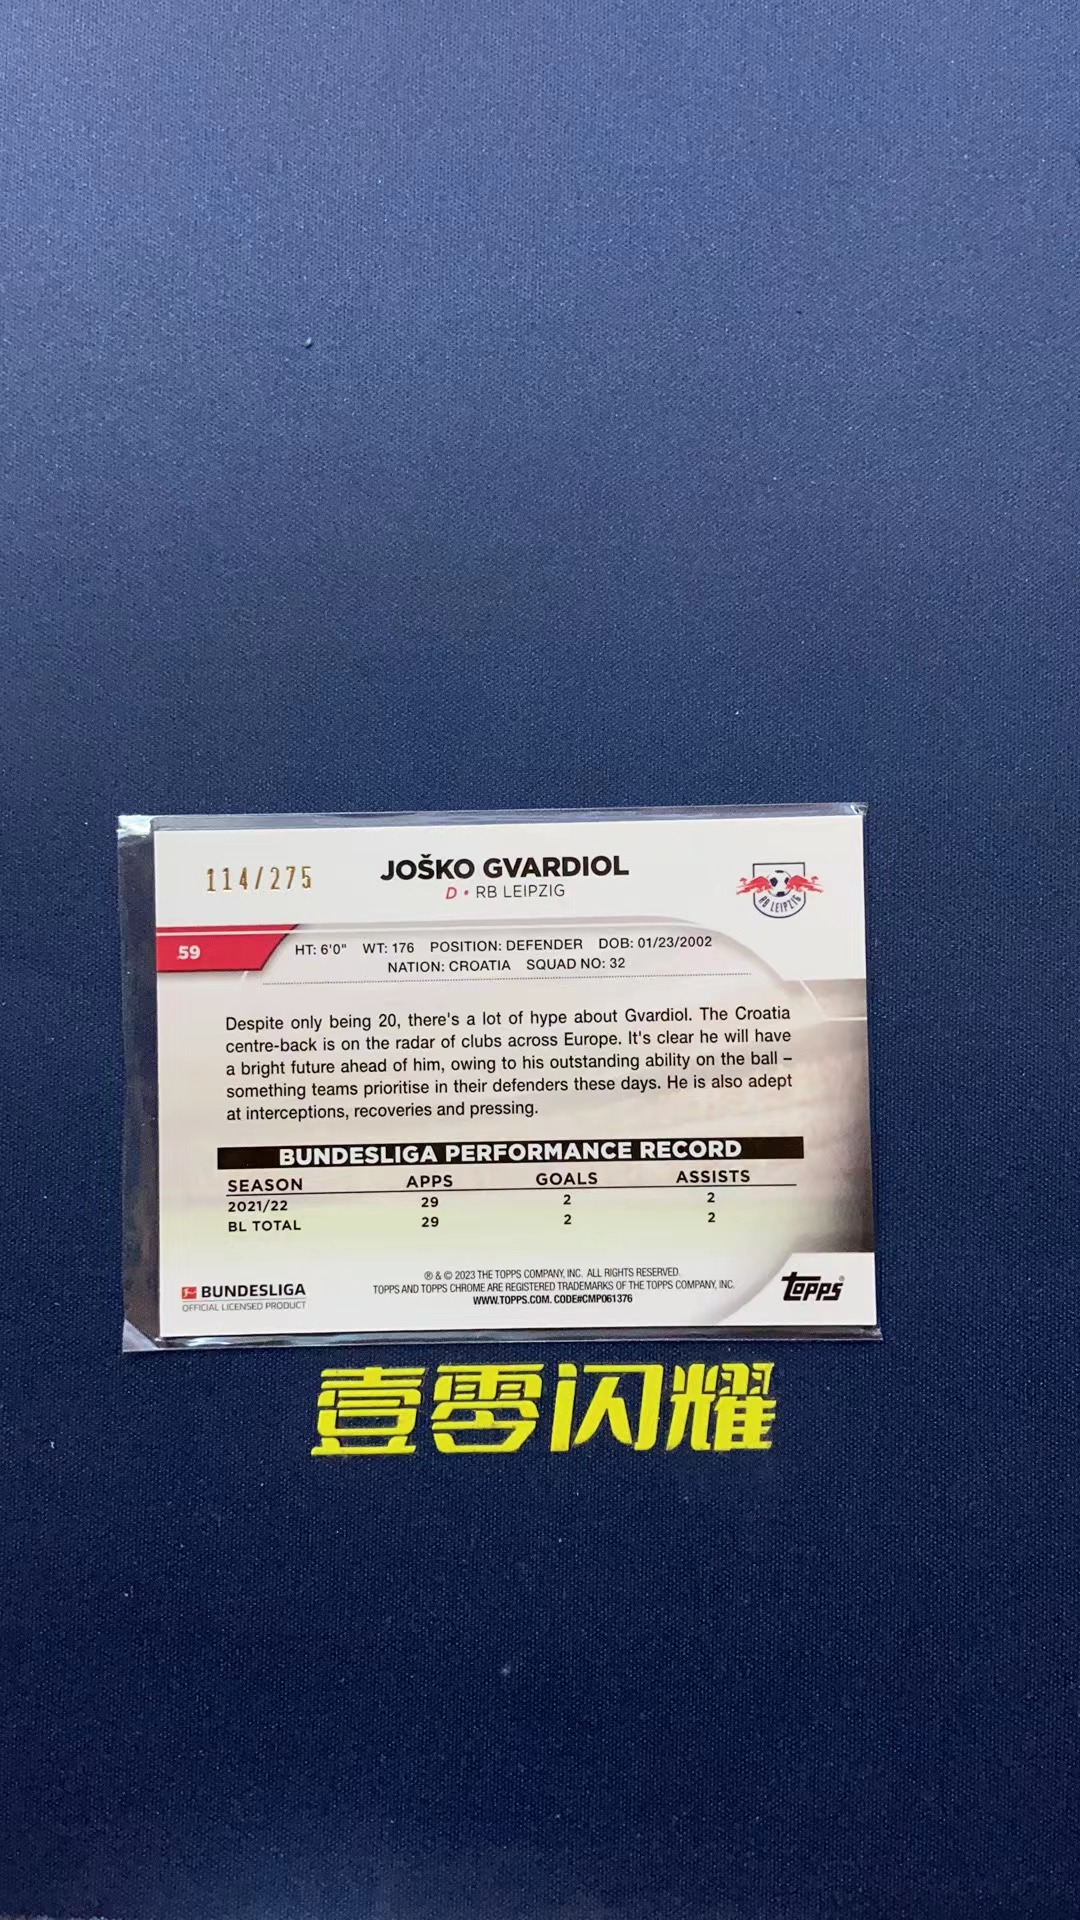 114/275
JOŠKO GVARDIOL
D • RB LEIPZIG
RB LEIPZIG
59
HT: 6'0" WT: 176 POSITION: DEFENDER DOB: 01/23/2002
NATION: CROATIA SQUAD NO: 32
Despite only being 20, there's a lot of hype about Gvardiol. The Croatia
centre-back is on the radar of clubs across Europe. It's clear he will have
a bright future ahead of him, owing to his outstanding ability on the ball –
something teams prioritise in their defenders these days. He is also adept
at interceptions, recoveries and pressing.
BUNDESLIGA PERFORMANCE RECORD
SEASON APPS GOALS ASSISTS
2021/22 29 2 2
BL TOTAL 29 2 2
BUNDESLIGA
OFFICIAL LICENSED PRODUCT
® & © 2023 THE TOPPS COMPANY, INC. ALL RIGHTS RESERVED.
TOPPS AND TOPPS CHROME ARE REGISTERED TRADEMARKS OF THE TOPPS COMPANY, INC.
WWW.TOPPS.COM. CODE#CMP061376
topps®
壹零闪耀